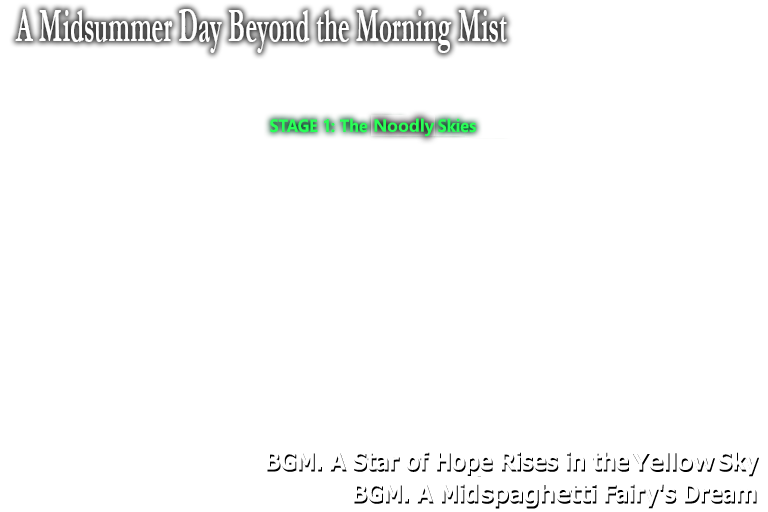 A Midsummer Day Beyond the Morning Mist
STAGE 1: The Noodly Skies
BGM. A Star of Hope Rises in the Yellow Sky
BGM. A Midspaghetti Fairy's Dream